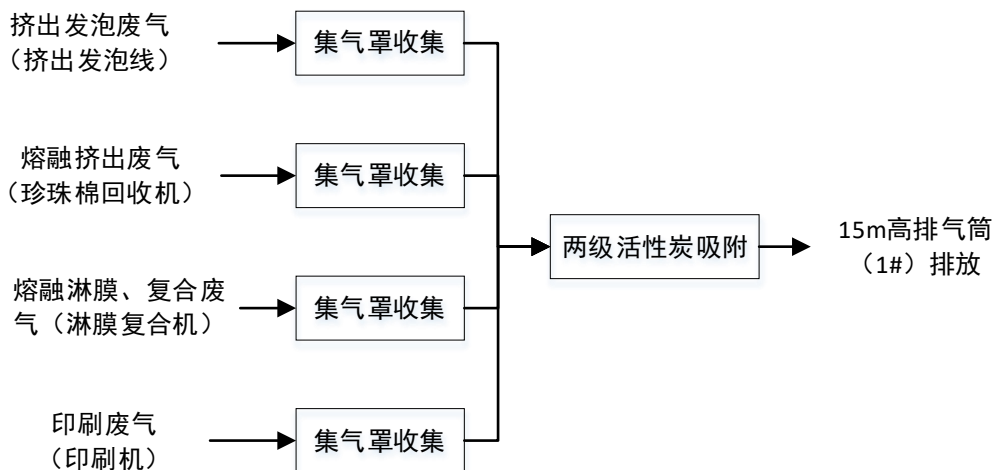 挤出发泡废气
（挤出发泡线）
集气罩收集
熔融挤出废气
（珍珠棉回收机）
集气罩收集
熔融淋膜、复合废
气（淋膜复合机）
集气罩收集
印刷废气
（印刷机）
集气罩收集
两级活性炭吸附
15m高排气筒
（1#）排放